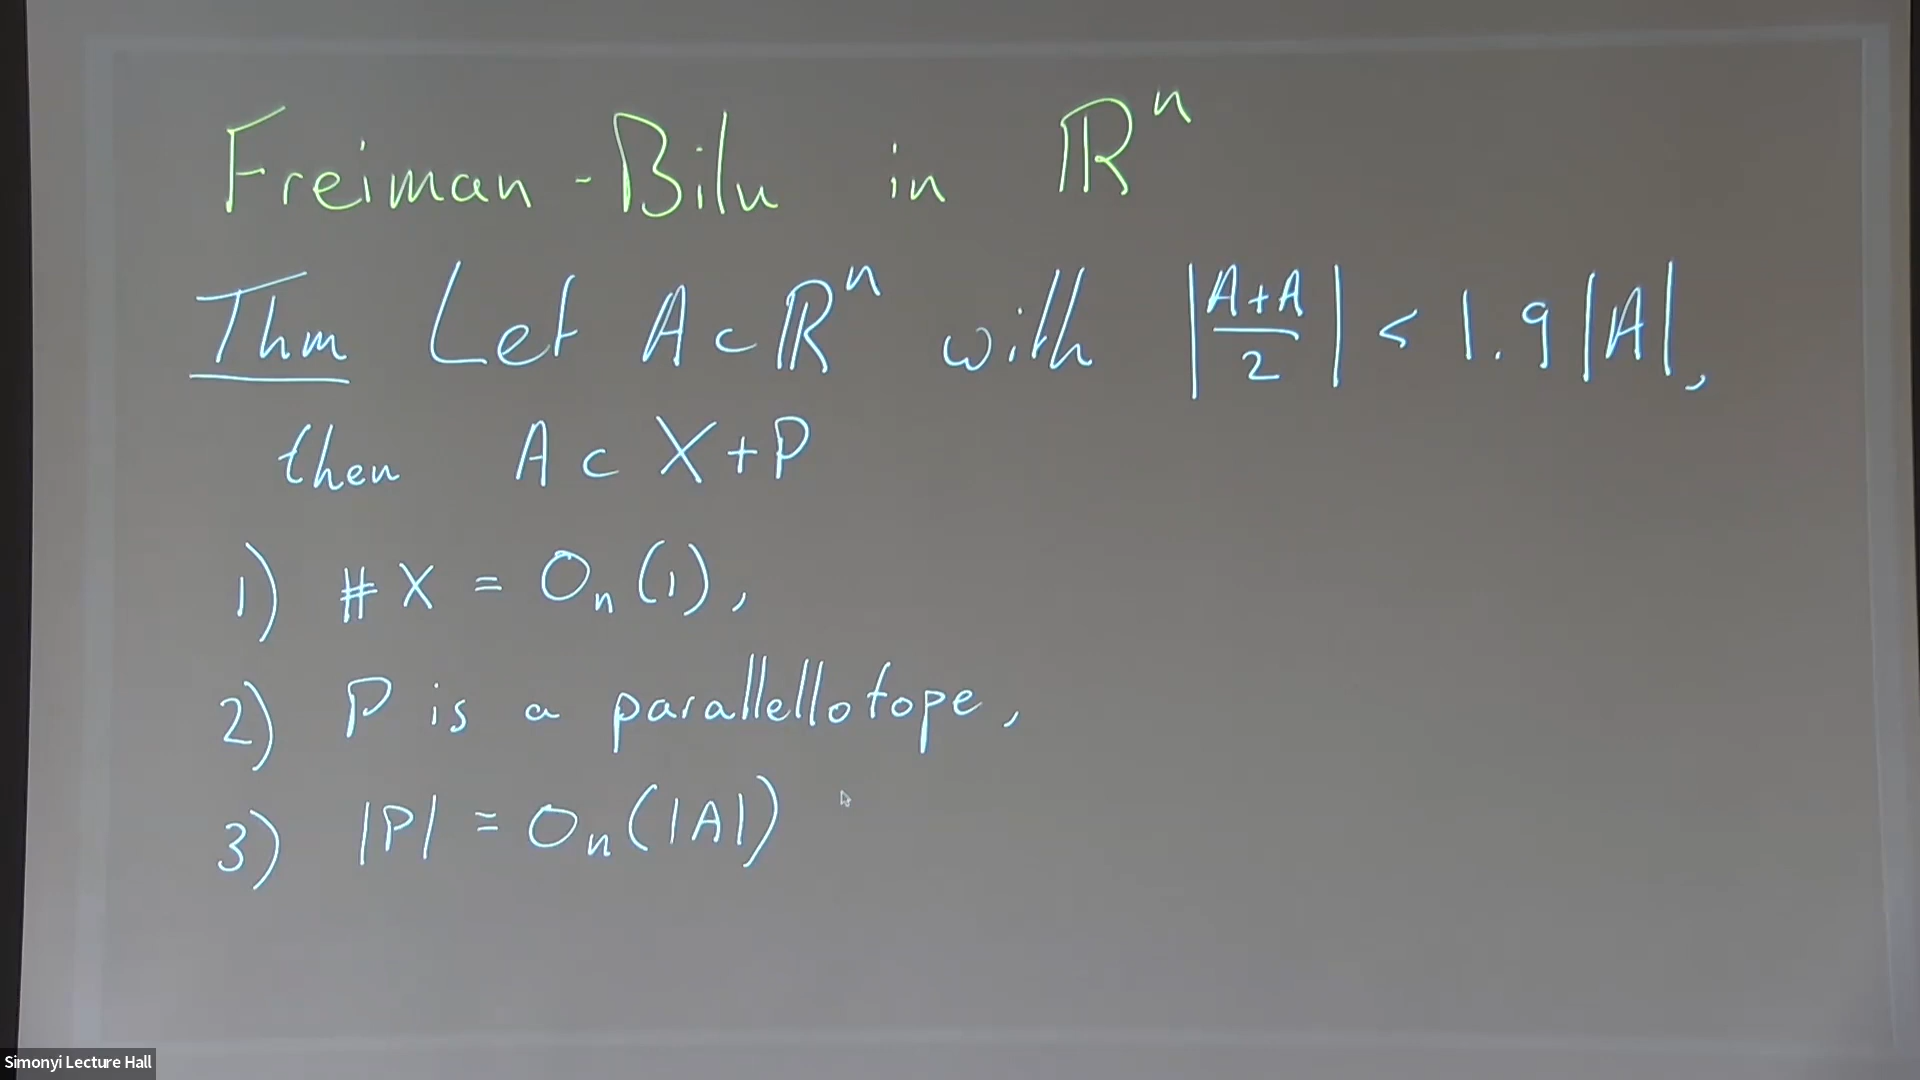 Freiman-Bilu in ℝⁿ
Thm Let A ⊂ ℝⁿ with |(A+A)/2| < 1.9|A|,
then A ⊂ X+P
1) #X = Oₙ(1),
2) P is a parallellotope,
3) |P| = Oₙ(|A|)
Simonyi Lecture Hall